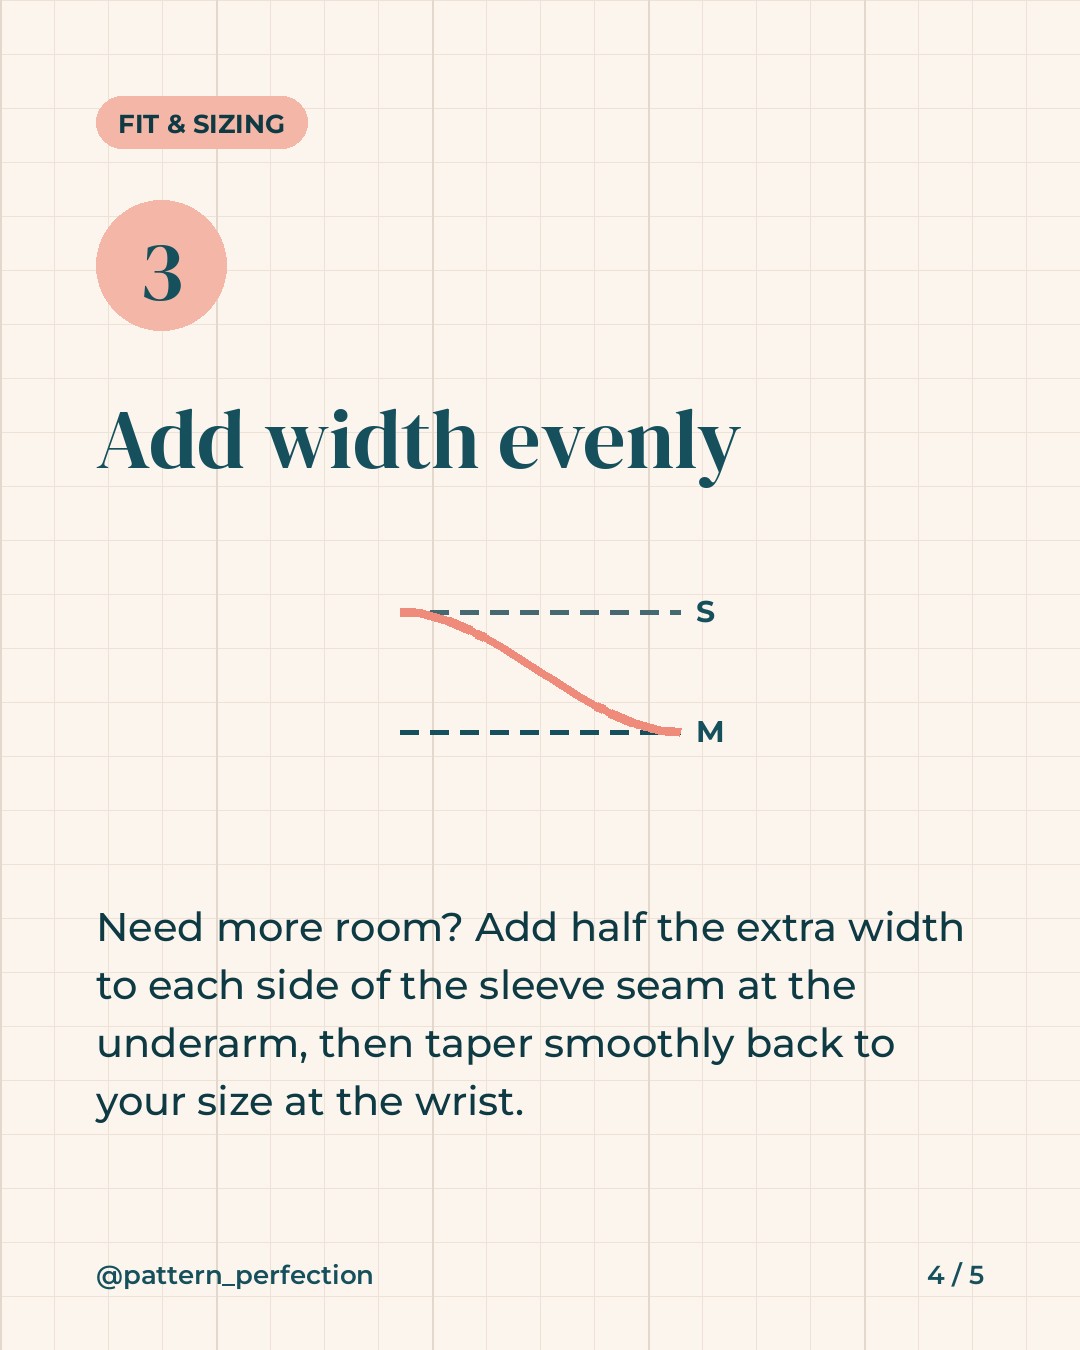 FIT & SIZING
3
Add width evenly
S
M
Need more room? Add half the extra width
to each side of the sleeve seam at the
underarm, then taper smoothly back to
your size at the wrist.
@pattern_perfection
4 / 5